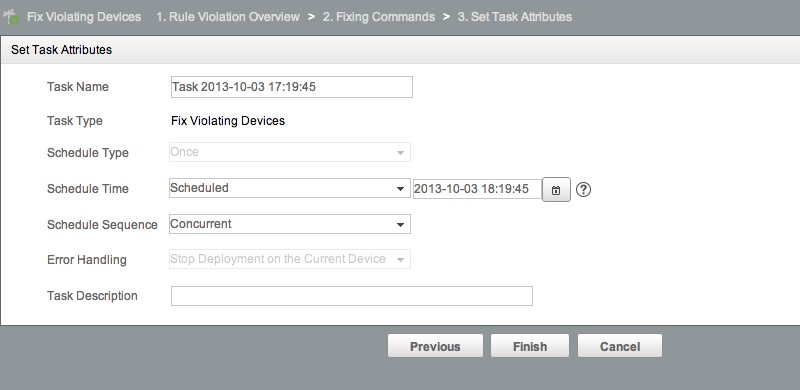 Fix Violating Devices 1. Rule Violation Overview > 2. Fixing Commands > 3. Set Task Attributes
Set Task Attributes
Task Name Task 2013-10-03 17:19:45
Task Type Fix Violating Devices
Schedule Type Once
Schedule Time Scheduled 2013-10-03 18:19:45 ?
Schedule Sequence Concurrent
Error Handling Stop Deployment on the Current Device
Task Description
Previous Finish Cancel